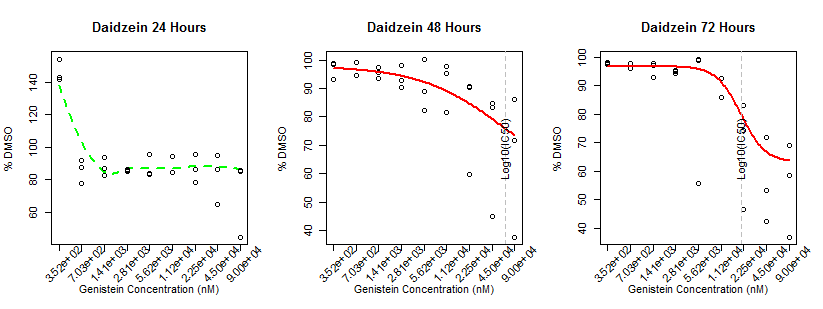 Daidzein 24 Hours
% DMSO
140
120
100
80
60
3.52e+02
7.03e+02
1.41e+03
2.81e+03
5.62e+03
1.12e+04
2.25e+04
4.50e+04
9.00e+04
Genistein Concentration (nM)
Daidzein 48 Hours
% DMSO
100
90
80
70
60
50
40
Log10(IC50)
3.52e+02
7.03e+02
1.41e+03
2.81e+03
5.62e+03
1.12e+04
2.25e+04
4.50e+04
9.00e+04
Genistein Concentration (nM)
Daidzein 72 Hours
% DMSO
100
90
80
70
60
50
40
Log10(IC50)
3.52e+02
7.03e+02
1.41e+03
2.81e+03
5.62e+03
1.12e+04
2.25e+04
4.50e+04
9.00e+04
Genistein Concentration (nM)